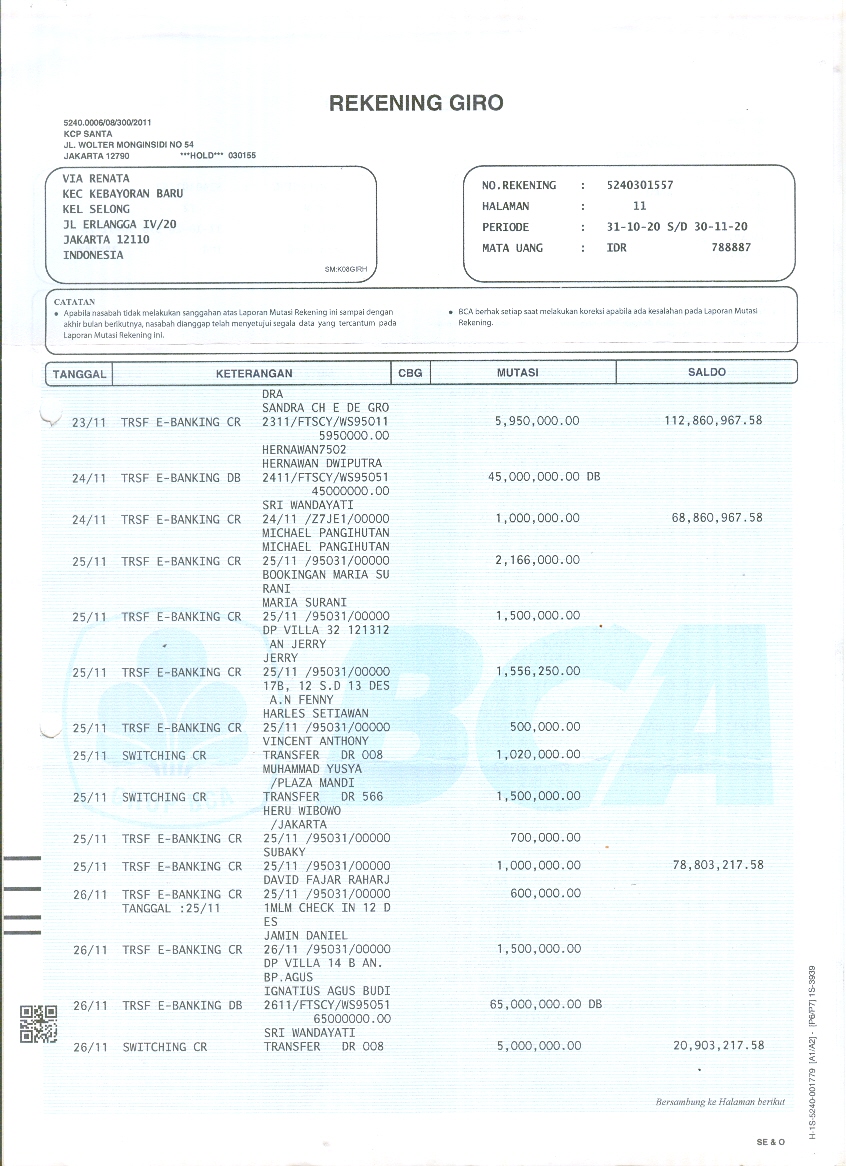 REKENING GIRO
5240.0006/08/300/2011
KCP SANTA
JL. WOLTER MONGINSIDI NO 54
JAKARTA 12790 ***HOLD*** 030155
VIA RENATA
KEC KEBAYORAN BARU
KEL SELONG
JL ERLANGGA IV/20
JAKARTA 12110
INDONESIA
SM:K08GIRH
NO.REKENING : 5240301557
HALAMAN : 11
PERIODE : 31-10-20 S/D 30-11-20
MATA UANG : IDR 788887
CATATAN
• Apabila nasabah tidak melakukan sanggahan atas Laporan Mutasi Rekening ini sampai dengan
akhir bulan berikutnya, nasabah dianggap telah menyetujui segala data yang tercantum pada
Laporan Mutasi Rekening ini.
• BCA berhak setiap saat melakukan koreksi apabila ada kesalahan pada Laporan Mutasi
Rekening.
TANGGAL KETERANGAN CBG MUTASI SALDO
DRA
SANDRA CH E DE GRO
23/11 TRSF E-BANKING CR 2311/FTSCY/WS95011 5,950,000.00 112,860,967.58
5950000.00
HERNAWAN7502
HERNAWAN DWIPUTRA
24/11 TRSF E-BANKING DB 2411/FTSCY/WS95051 45,000,000.00 DB
45000000.00
SRI WANDAYATI
24/11 TRSF E-BANKING CR 24/11 /Z7JE1/00000 1,000,000.00 68,860,967.58
MICHAEL PANGIHUTAN
MICHAEL PANGIHUTAN
25/11 TRSF E-BANKING CR 25/11 /95031/00000 2,166,000.00
BOOKINGAN MARIA SU
RANI
MARIA SURANI
25/11 TRSF E-BANKING CR 25/11 /95031/00000 1,500,000.00
DP VILLA 32 121312
AN JERRY
JERRY
25/11 TRSF E-BANKING CR 25/11 /95031/00000 1,556,250.00
17B, 12 S.D 13 DES
A.N FENNY
HARLES SETIAWAN
25/11 TRSF E-BANKING CR 25/11 /95031/00000 500,000.00
VINCENT ANTHONY
25/11 SWITCHING CR TRANSFER DR 008 1,020,000.00
MUHAMMAD YUSYA
/PLAZA MANDI
25/11 SWITCHING CR TRANSFER DR 566 1,500,000.00
HERU WIBOWO
/JAKARTA
25/11 TRSF E-BANKING CR 25/11 /95031/00000 700,000.00
SUBAKY
25/11 TRSF E-BANKING CR 25/11 /95031/00000 1,000,000.00 78,803,217.58
DAVID FAJAR RAHARJ
26/11 TRSF E-BANKING CR 25/11 /95031/00000 600,000.00
TANGGAL :25/11 1MLM CHECK IN 12 D
ES
JAMIN DANIEL
26/11 TRSF E-BANKING CR 26/11 /95031/00000 1,500,000.00
DP VILLA 14 B AN.
BP.AGUS
IGNATIUS AGUS BUDI
26/11 TRSF E-BANKING DB 2611/FTSCY/WS95051 65,000,000.00 DB
65000000.00
SRI WANDAYATI
26/11 SWITCHING CR TRANSFER DR 008 5,000,000.00 20,903,217.58
BCA
Bersambung ke Halaman berikut
SE & O
H-1S-5240-001779 [A1/A2] - [P6/P7] 1S-3939